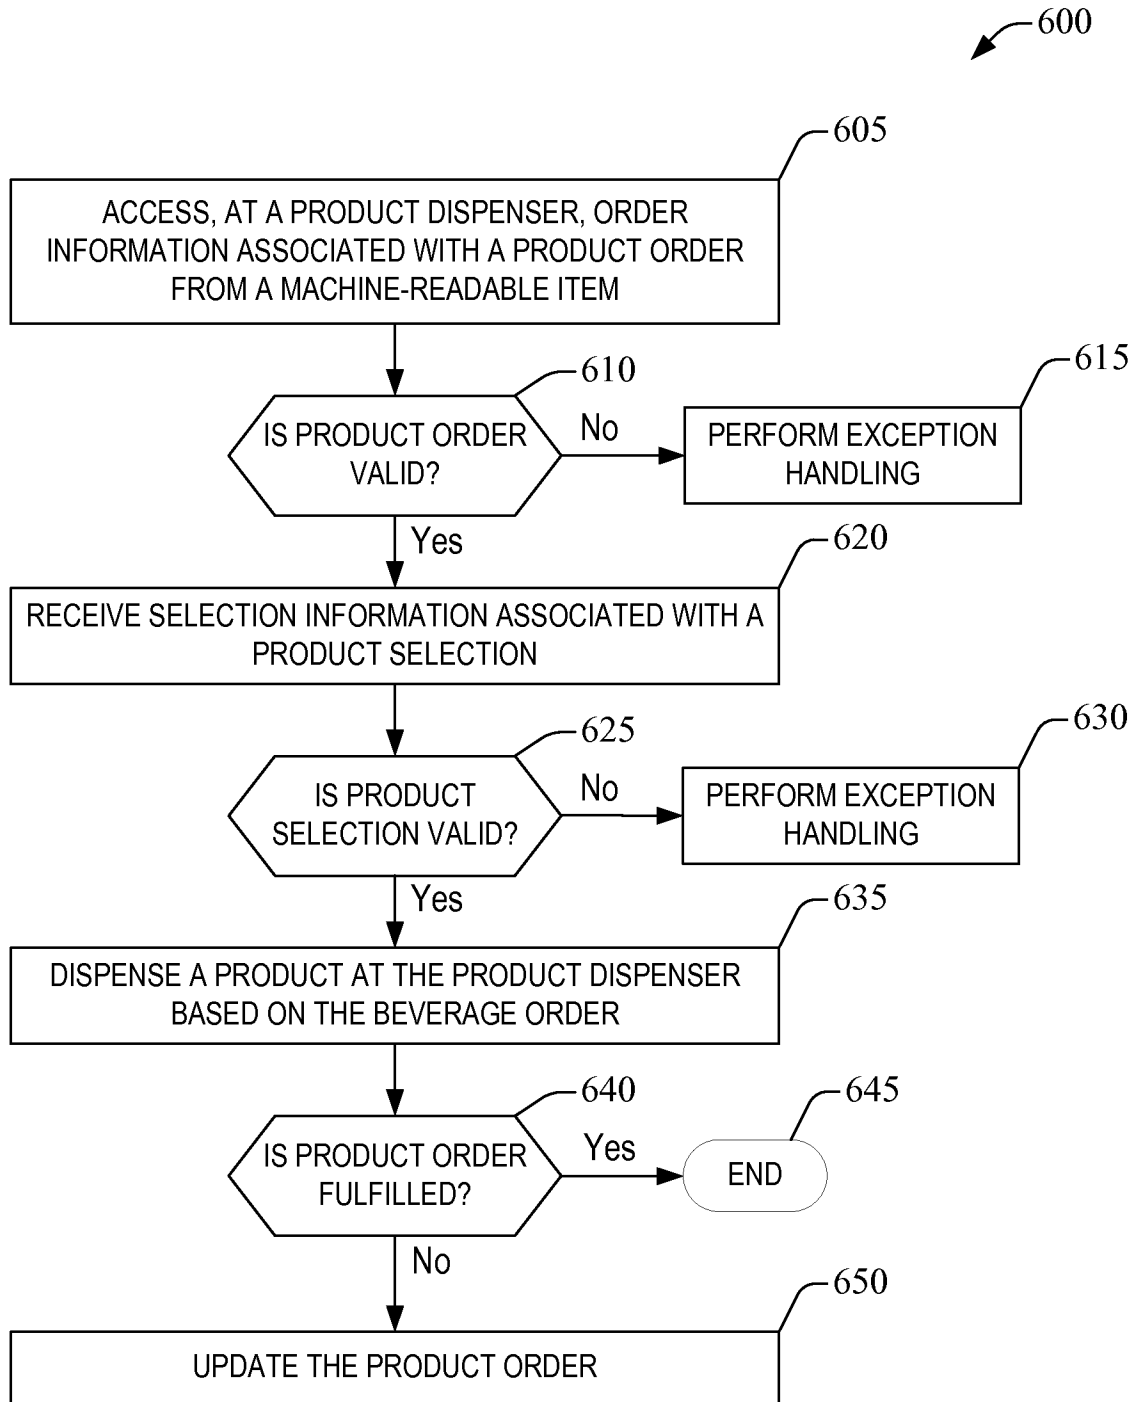 600
605
ACCESS, AT A PRODUCT DISPENSER, ORDER
INFORMATION ASSOCIATED WITH A PRODUCT ORDER
FROM A MACHINE-READABLE ITEM
610
615
IS PRODUCT ORDER
VALID?
No
PERFORM EXCEPTION
HANDLING
Yes
620
RECEIVE SELECTION INFORMATION ASSOCIATED WITH A
PRODUCT SELECTION
625
630
IS PRODUCT
SELECTION VALID?
No
PERFORM EXCEPTION
HANDLING
Yes
635
DISPENSE A PRODUCT AT THE PRODUCT DISPENSER
BASED ON THE BEVERAGE ORDER
640
645
IS PRODUCT ORDER
FULFILLED?
Yes
END
No
650
UPDATE THE PRODUCT ORDER